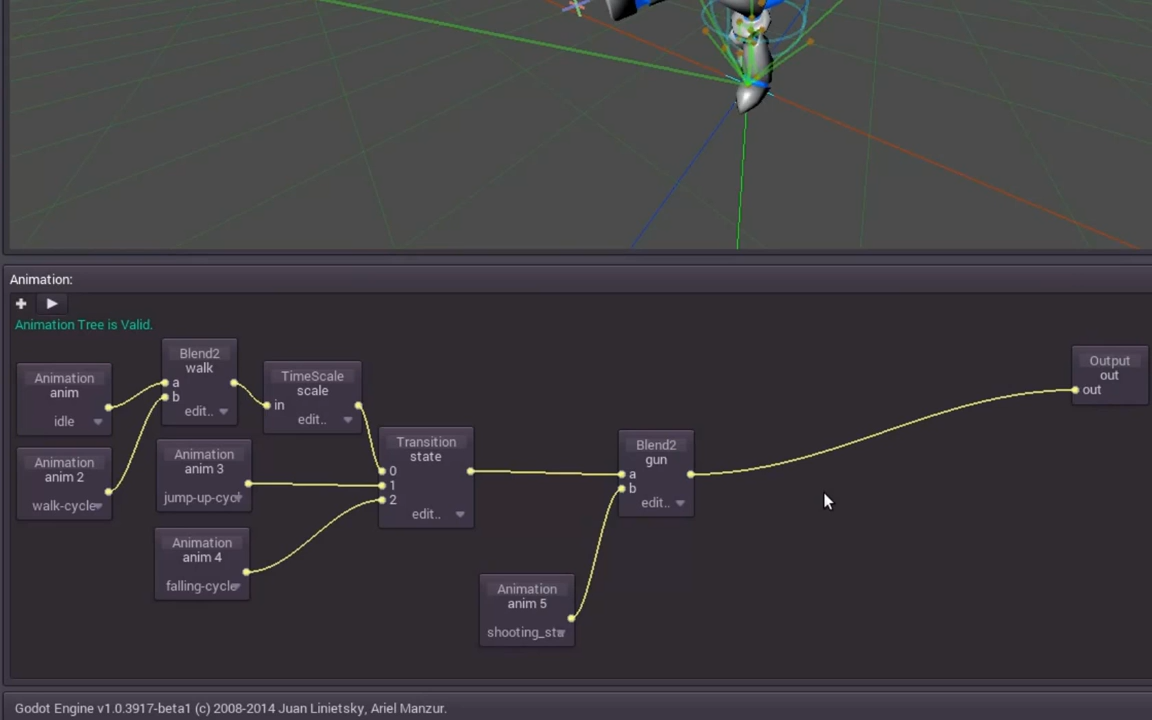 Animation:
Animation Tree is Valid.
Animation
anim
idle
Animation
anim 2
walk-cycle
Blend2
walk
a
b
edit..
TimeScale
scale
in
edit..
Animation
anim 3
jump-up-cycl
Animation
anim 4
falling-cycle
Transition
state
0
1
2
edit..
Animation
anim 5
shooting_sta
Blend2
gun
a
b
edit..
Output
out
out
Godot Engine v1.0.3917-beta1 (c) 2008-2014 Juan Linietsky, Ariel Manzur.